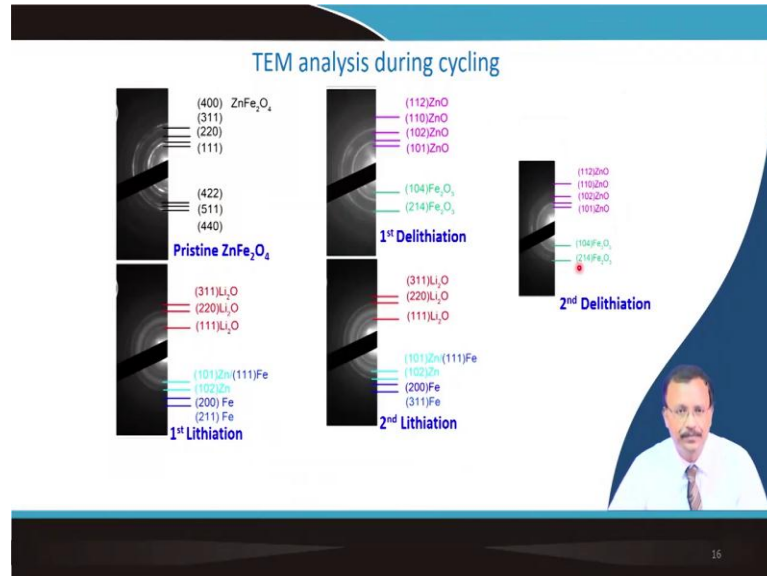 TEM analysis during cycling
(400) ZnFe₂O₄
(311)
(220)
(111)
(422)
(511)
(440)
Pristine ZnFe₂O₄
(112)ZnO
(110)ZnO
(102)ZnO
(101)ZnO
(104)Fe₂O₃
(214)Fe₂O₃
1st Delithiation
(112)ZnO
(110)ZnO
(102)ZnO
(101)ZnO
(104)Fe₂O₃
(214)Fe₂O₃
2nd Delithiation
(311)Li₂O
(220)Li₂O
(111)Li₂O
(101)Zn/(111)Fe
(102)Zn
(200) Fe
(211) Fe
1st Lithiation
(311)Li₂O
(220)Li₂O
(111)Li₂O
(101)Zn/(111)Fe
(102)Zn
(200)Fe
(311)Fe
2nd Lithiation
16